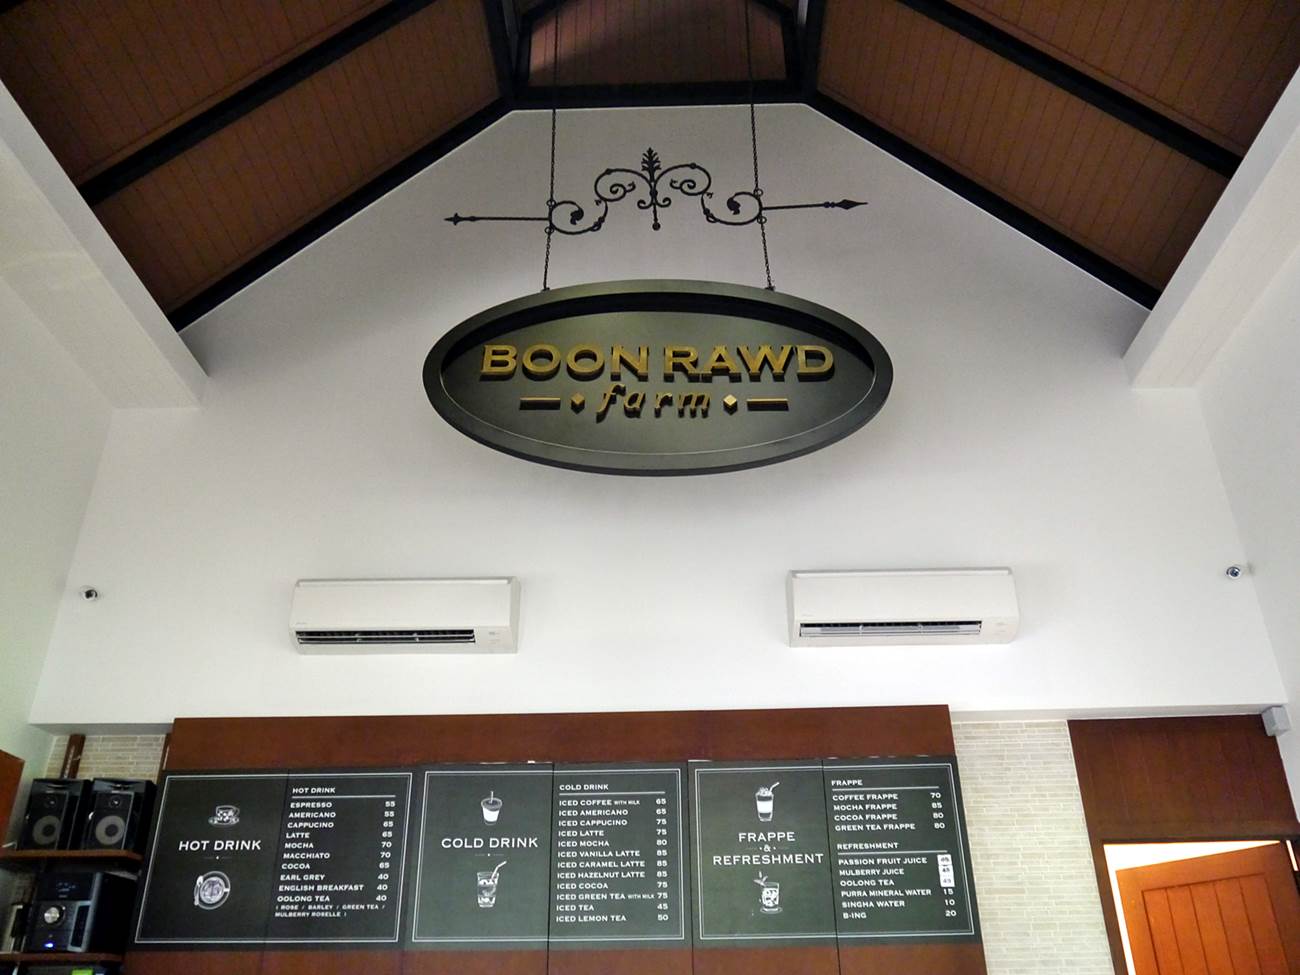 BOON RAWD
farm
HOT DRINK
HOT DRINK
ESPRESSO 55
AMERICANO 55
CAPPUCINO 65
LATTE 65
MOCHA 70
MACCHIATO 70
COCOA 65
EARL GREY 40
ENGLISH BREAKFAST 40
OOLONG TEA 40
( ROSE / BARLEY / GREEN TEA /
MULBERRY ROSELLE )
COLD DRINK
COLD DRINK
ICED COFFEE WITH MILK 65
ICED AMERICANO 65
ICED CAPPUCINO 75
ICED LATTE 75
ICED MOCHA 80
ICED VANILLA LATTE 85
ICED CARAMEL LATTE 85
ICED HAZELNUT LATTE 85
ICED COCOA 75
ICED GREEN TEA WITH MILK 75
ICED TEA 45
ICED LEMON TEA 50
FRAPPE
&
REFRESHMENT
FRAPPE
COFFEE FRAPPE 70
MOCHA FRAPPE 85
COCOA FRAPPE 80
GREEN TEA FRAPPE 80
REFRESHMENT
PASSION FRUIT JUICE
MULBERRY JUICE
OOLONG TEA
PURRA MINERAL WATER 15
SINGHA WATER 10
B-ING 20